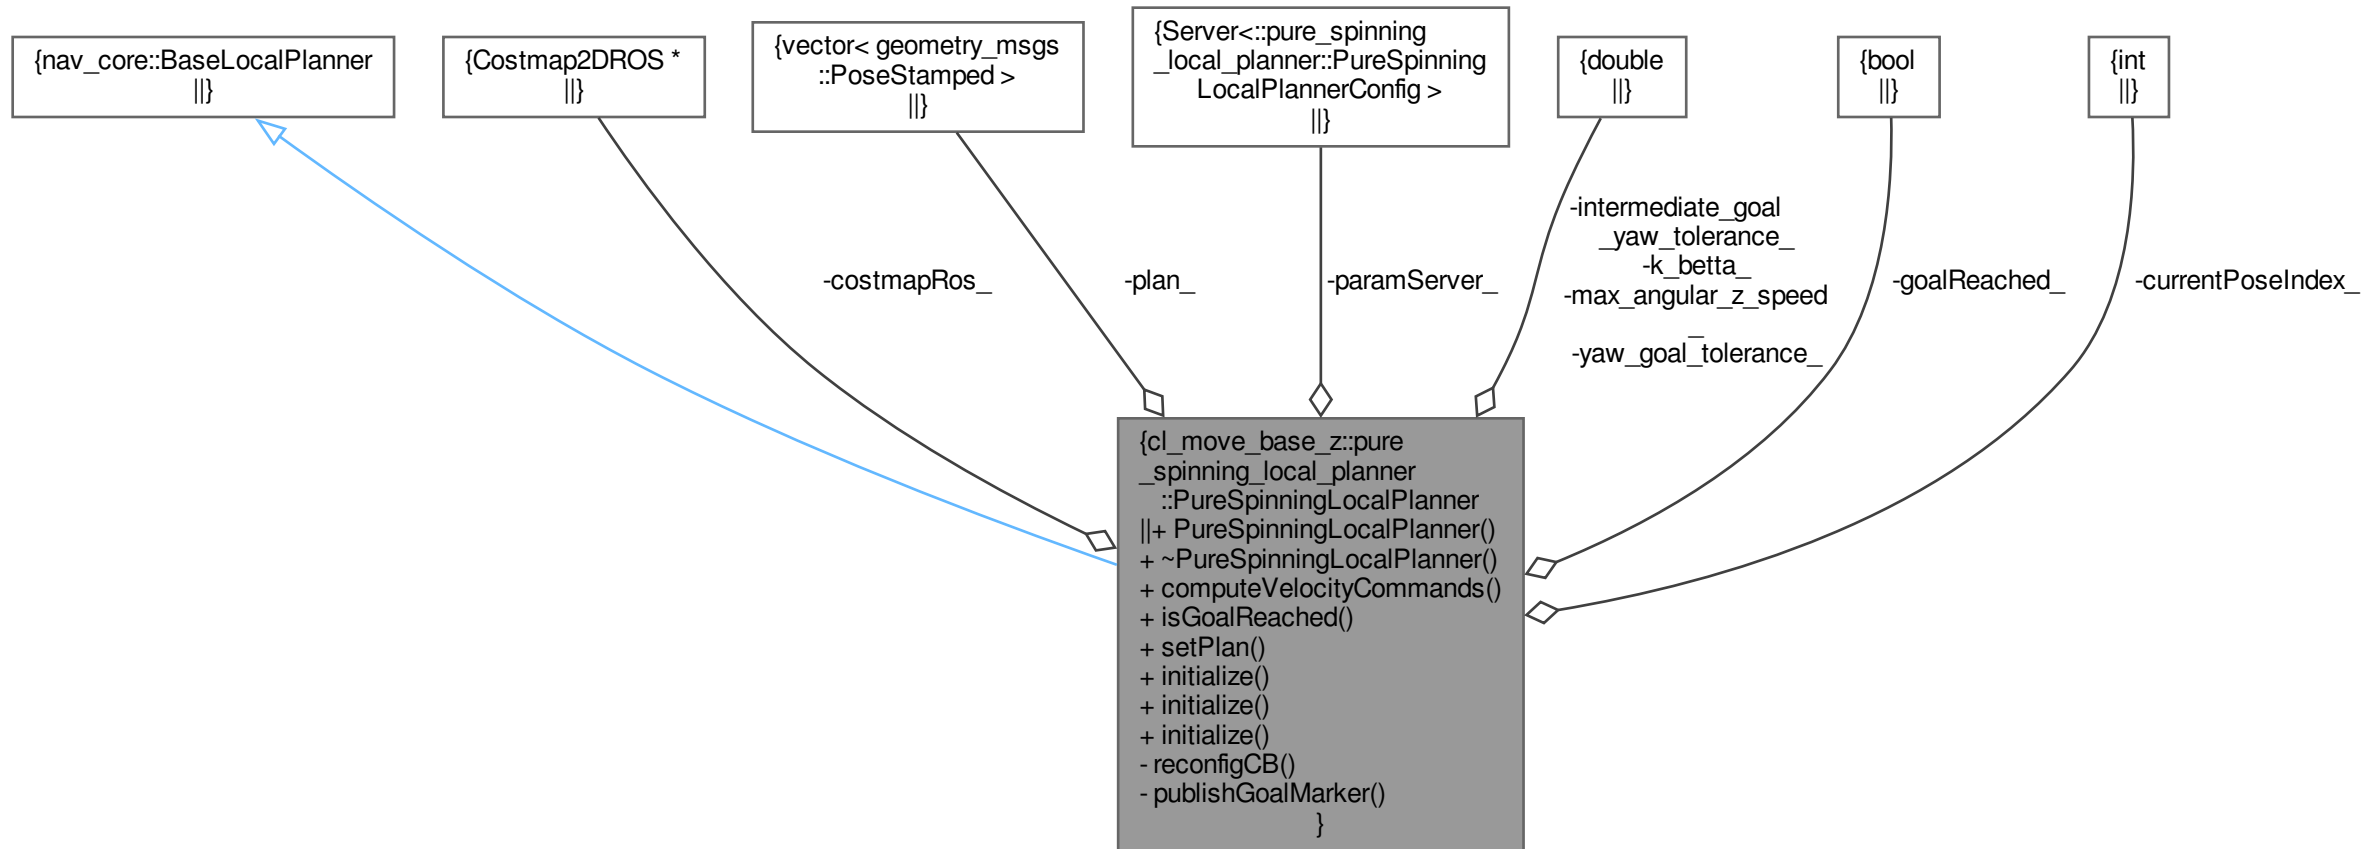 {nav_core::BaseLocalPlanner
||}
{Costmap2DROS *
||}
{vector< geometry_msgs
::PoseStamped >
||}
{Server<::pure_spinning
_local_planner::PureSpinning
LocalPlannerConfig >
||}
{double
||}
{bool
||}
{int
||}
-costmapRos_
-plan_
-paramServer_
-intermediate_goal
_yaw_tolerance_
-k_betta_
-max_angular_z_speed
_
-yaw_goal_tolerance_
-goalReached_
-currentPoseIndex_
{cl_move_base_z::pure
_spinning_local_planner
::PureSpinningLocalPlanner
||+ PureSpinningLocalPlanner()
+ ~PureSpinningLocalPlanner()
+ computeVelocityCommands()
+ isGoalReached()
+ setPlan()
+ initialize()
+ initialize()
+ initialize()
- reconfigCB()
- publishGoalMarker()
}